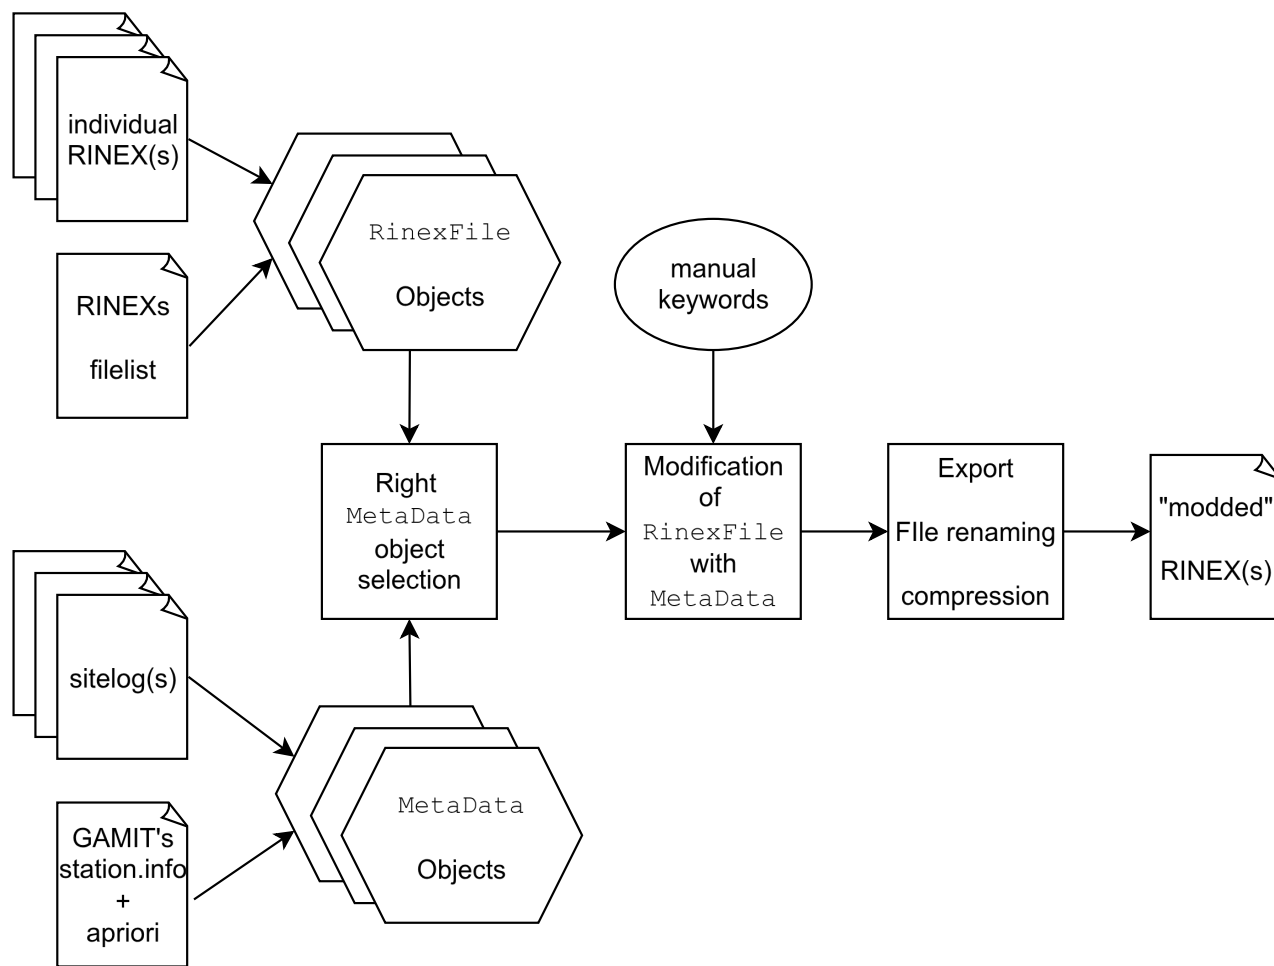 individual
RINEX(s)
RINEXs
filelist
RinexFile
Objects
manual
keywords
Right
MetaData
object
selection
Modification
of
RinexFile
with
MetaData
Export
FIle renaming
compression
"modded"
RINEX(s)
sitelog(s)
GAMIT's
station.info
+
apriori
MetaData
Objects